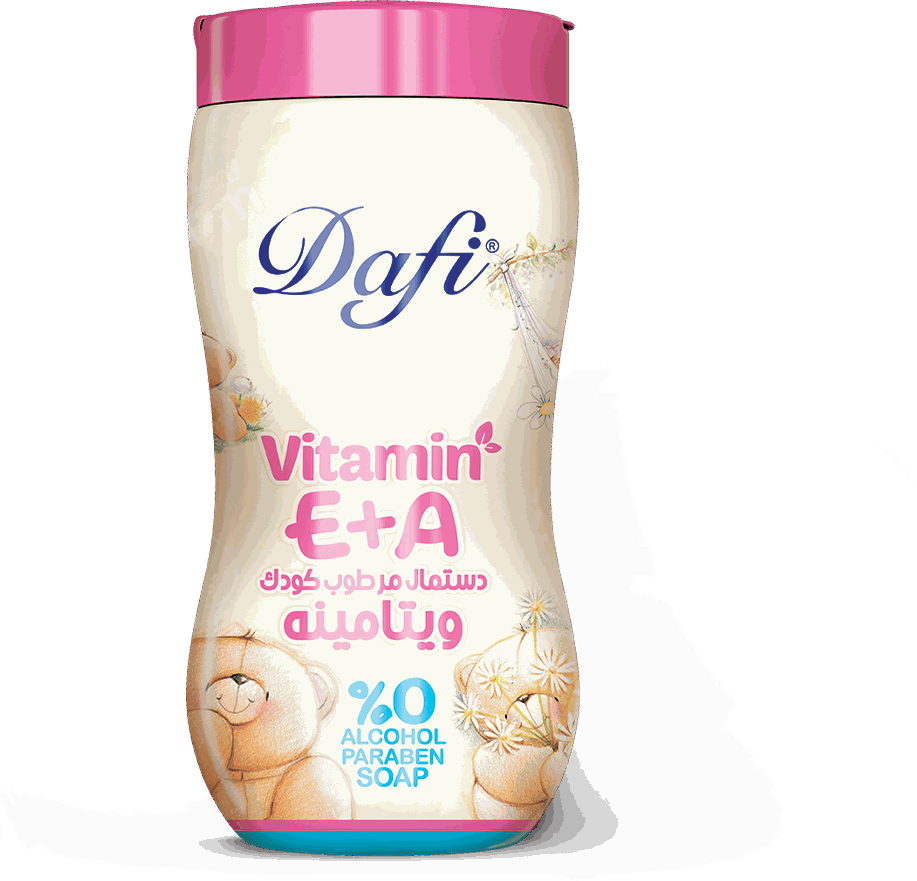 Dafi®
Vitamin
E+A
دستمال مرطوب کودک
ویتامینه
%0
ALCOHOL
PARABEN
SOAP